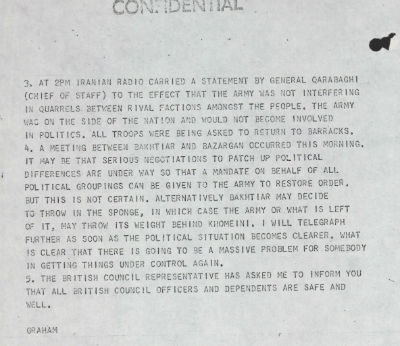 CONFIDENTIAL
3. AT 2PM IRANIAN RADIO CARRIED A STATEMENT BY GENERAL QARABAGHI
(CHIEF OF STAFF) TO THE EFFECT THAT THE ARMY WAS NOT INTERFERING
IN QUARRELS BETWEEN RIVAL FACTIONS AMONGST THE PEOPLE. THE ARMY
WAS ON THE SIDE OF THE NATION AND WOULD NOT BECOME INVOLVED
IN POLITICS. ALL TROOPS WERE BEING ASKED TO RETURN TO BARRACKS.
4. A MEETING BETWEEN BAKHTIAR AND BAZARGAN OCCURRED THIS MORNING.
IT MAY BE THAT SERIOUS NEGOTIATIONS TO PATCH UP POLITICAL
DIFFERENCES ARE UNDER WAY SO THAT A MANDATE ON BEHALF OF ALL
POLITICAL GROUPINGS CAN BE GIVEN TO THE ARMY TO RESTORE ORDER.
BUT THIS IS NOT CERTAIN. ALTERNATIVELY BAKHTIAR MAY DECIDE
TO THROW IN THE SPONGE, IN WHICH CASE THE ARMY OR WHAT IS LEFT
OF IT, MAY THROW ITS WEIGHT BEHIND KHOMEINI. I WILL TELEGRAPH
FURTHER AS SOON AS THE POLITICAL SITUATION BECOMES CLEARER. WHAT
IS CLEAR THAT THERE IS GOING TO BE A MASSIVE PROBLEM FOR SOMEBODY
IN GETTING THINGS UNDER CONTROL AGAIN.
5. THE BRITISH COUNCIL REPRESENTATIVE HAS ASKED ME TO INFORM YOU
THAT ALL BRITISH COUNCIL OFFICERS AND DEPENDENTS ARE SAFE AND
WELL.
GRAHAM